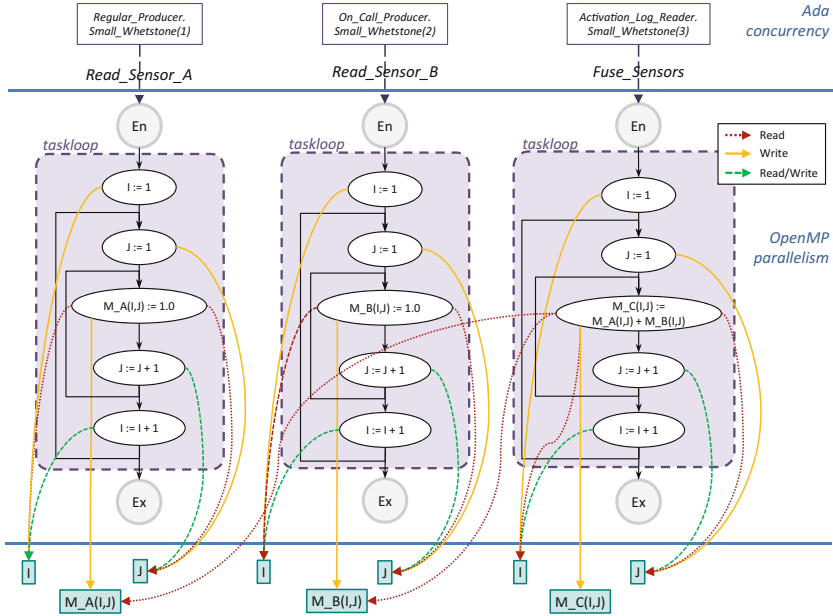 Regular_Producer.
Small_Whetstone(1)
On_Call_Producer.
Small_Whetstone(2)
Activation_Log_Reader.
Small_Whetstone(3)
Ada
concurrency
Read_Sensor_A
Read_Sensor_B
Fuse_Sensors
En
En
En
taskloop
taskloop
taskloop
Read
Write
Read/Write
I := 1
I := 1
I := 1
J := 1
J := 1
J := 1
OpenMP
parallelism
M_A(I,J) := 1.0
M_B(I,J) := 1.0
M_C(I,J) :=
M_A(I,J) + M_B(I,J)
J := J + 1
J := J + 1
J := J + 1
I := I + 1
I := I + 1
I := I + 1
Ex
Ex
Ex
I
J
I
J
I
J
M_A(I,J)
M_B(I,J)
M_C(I,J)